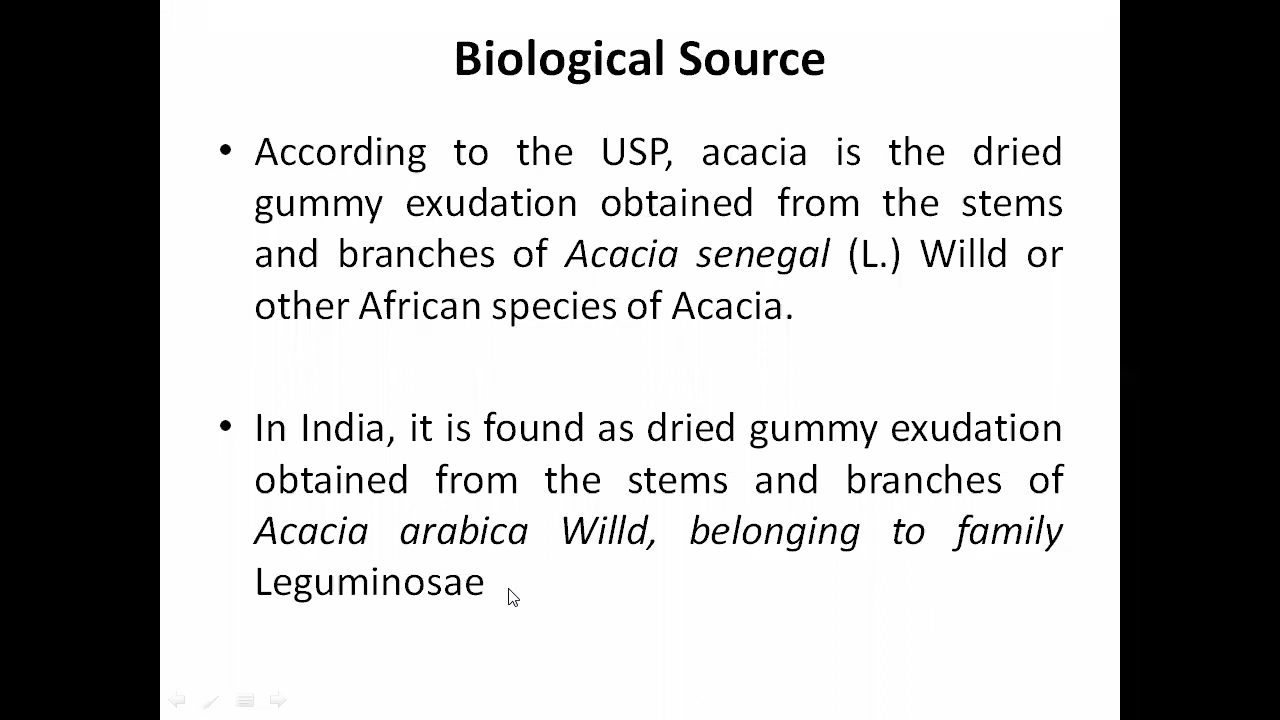 Biological Source
• According to the USP, acacia is the dried
gummy exudation obtained from the stems
and branches of Acacia senegal (L.) Willd or
other African species of Acacia.
• In India, it is found as dried gummy exudation
obtained from the stems and branches of
Acacia arabica Willd, belonging to family
Leguminosae